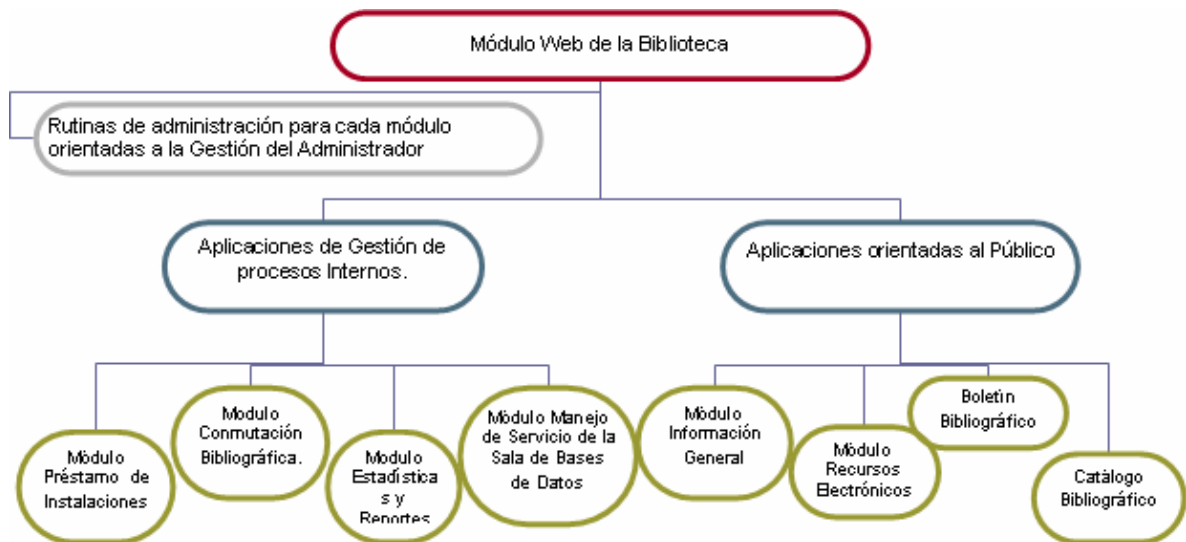 Módulo Web de la Biblioteca
Rutinas de administración para cada módulo
orientadas a la Gestión del Administrador
Aplicaciones de Gestión de
procesos Internos.
Aplicaciones orientadas al Público
Módulo
Préstamo de
Instalaciones
Modulo
Conmutación
Bibliográfica.
Modulo
Estadística
s y
Reportes
Módulo Manejo
de Servicio de la
Sala de Bases
de Datos
Módulo
Información
General
Módulo
Recursos
Electrónicos
Boletín
Bibliográfico
Catálogo
Bibliográfico